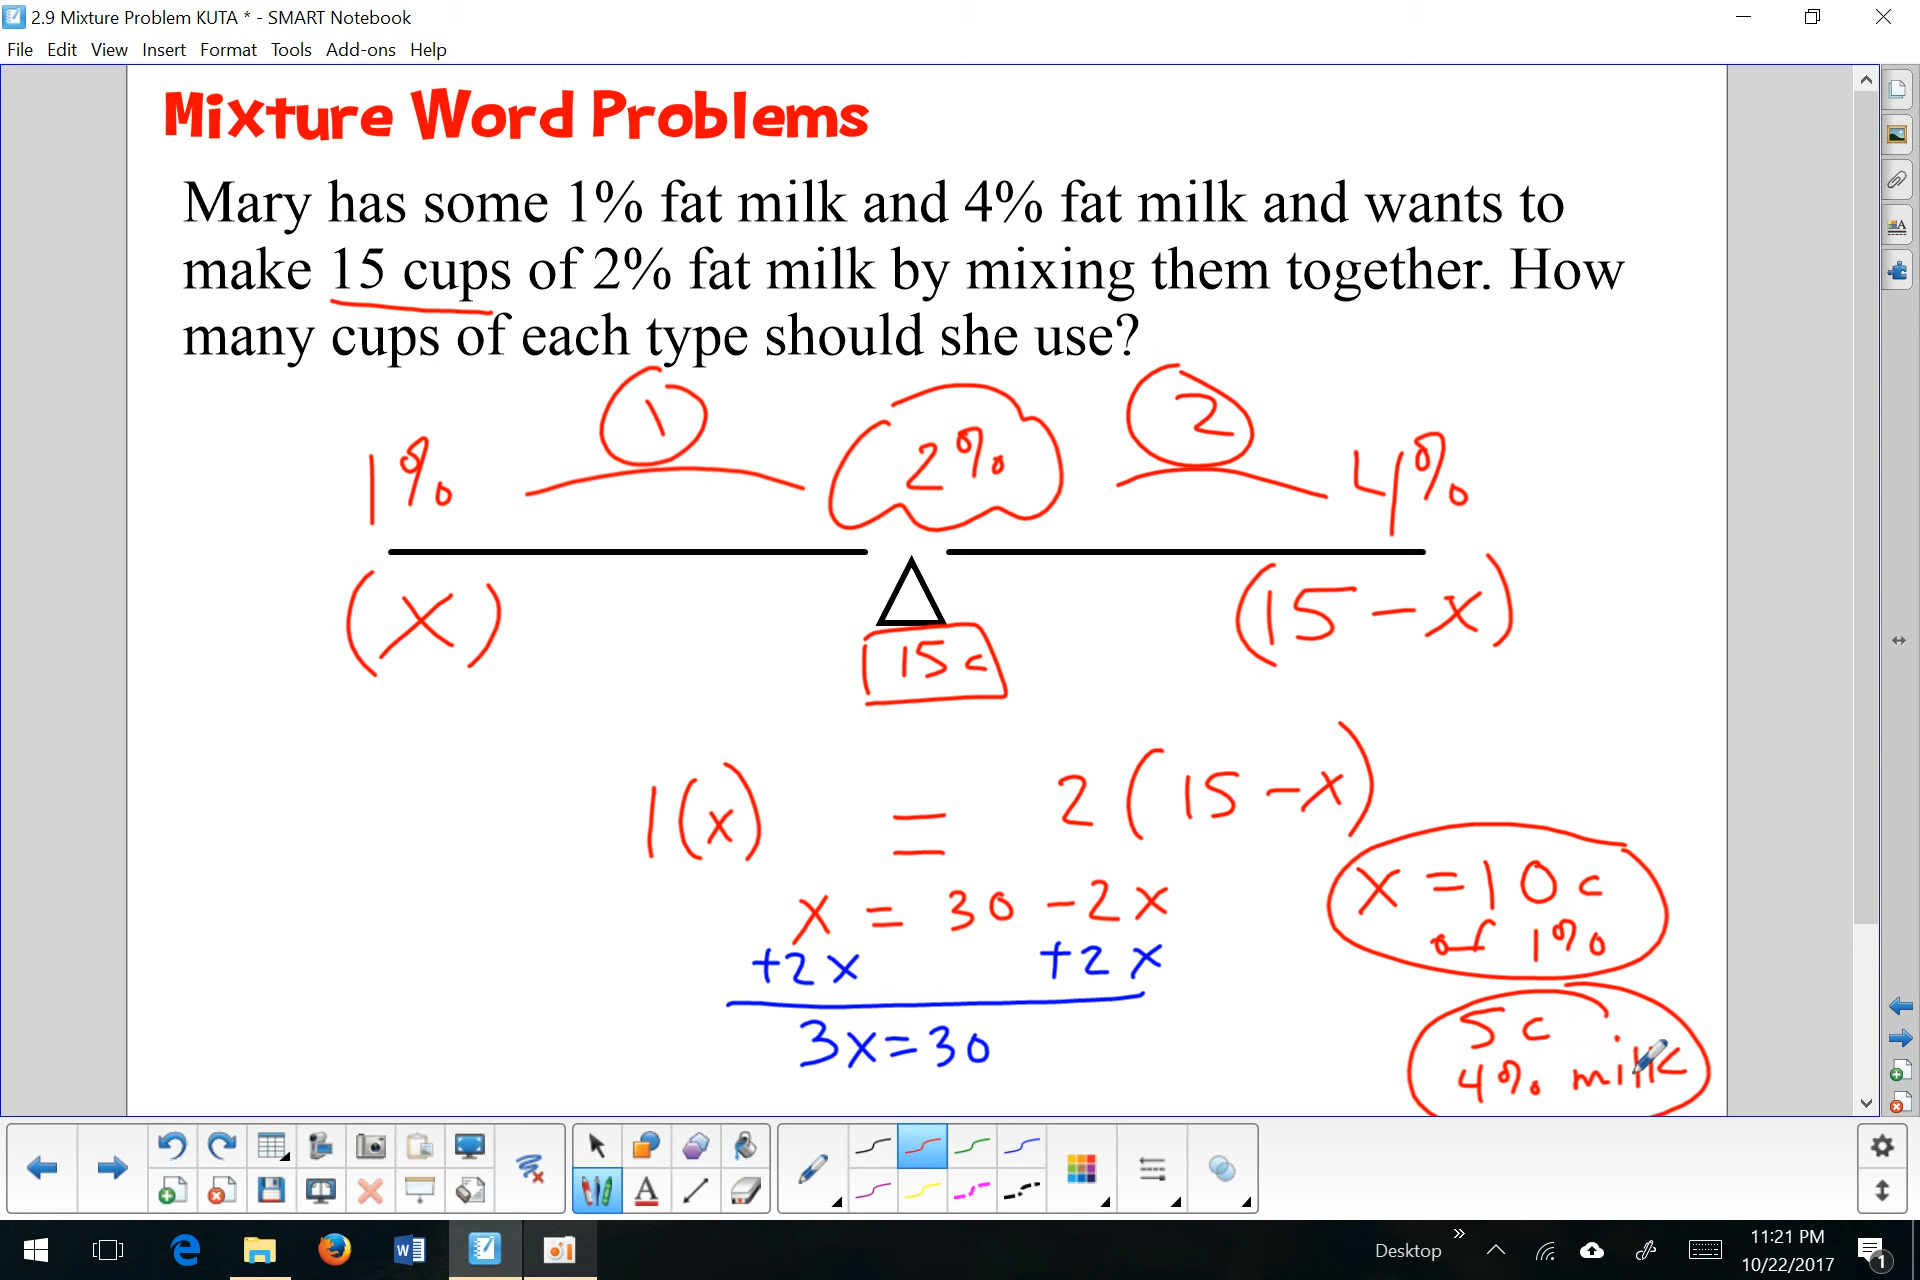 2.9 Mixture Problem KUTA * - SMART Notebook
File Edit View Insert Format Tools Add-ons Help
Mixture Word Problems
Mary has some 1% fat milk and 4% fat milk and wants to
make 15 cups of 2% fat milk by mixing them together. How
many cups of each type should she use?
1% 1 2% 2 4%
(x) (15-x)
15 c
1(x) = 2(15-x)
x = 30 -2x
+2x +2x
3x=30
x = 10 c
of 1%
5 c
4% milk
A
Desktop
11:21 PM
10/22/2017
1